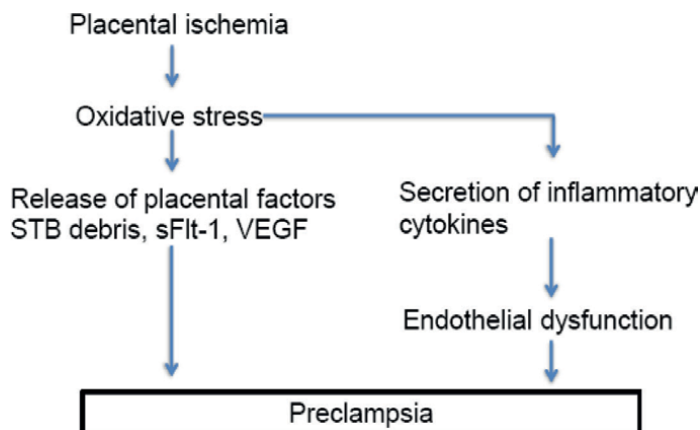 Placental ischemia
Oxidative stress
Release of placental factors
STB debris, sFlt-1, VEGF
Secretion of inflammatory
cytokines
Endothelial dysfunction
Preclampsia